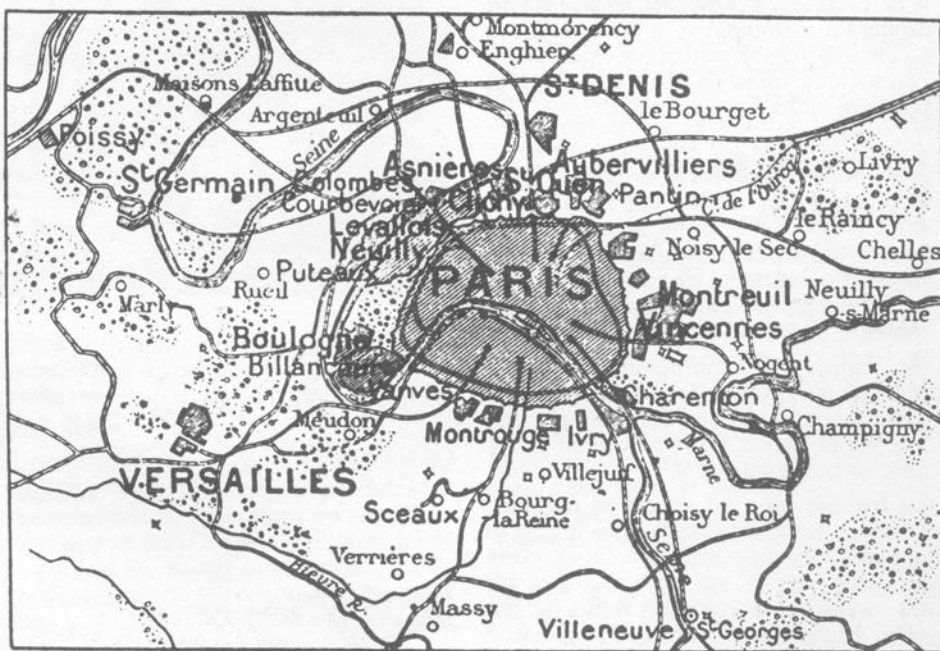 Montmorency
Enghien
Sᵗ DENIS
Maisons Laffitte
Argenteuil
le Bourget
Poissy
Seine
Asnières
Aubervilliers
Livry
Sᵗ Germain
Colombes
Sᵗ Ouen
Courbevoie
Clichy
Pantin
Cˡ de l'Ourcq
Levallois
le Raincy
Neuilly
Noisy le Sec
Chelles
Puteaux
PARIS
Rueil
Marly
Montreuil
Neuilly
s-Marne
Boulogne
Vincennes
Billancourt
Nogent
Vanves
Charenton
Meudon
Montrouge
Ivry
Champigny
Marne
VERSAILLES
Villejuif
Sceaux
Bourg-
la Reine
Choisy le Roi
Seine
Verrières
Bièvre R.
Massy
Villeneuve Sᵗ Georges